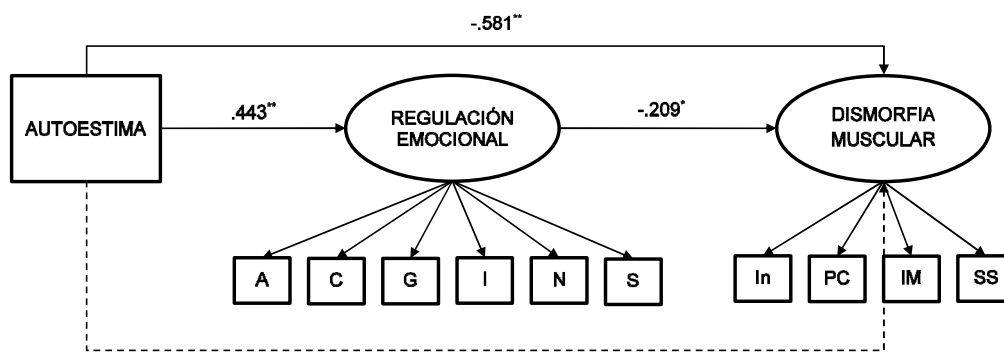 -.581**
AUTOESTIMA
.443**
REGULACIÓN
EMOCIONAL
-.209*
DISMORFIA
MUSCULAR
A
C
G
I
N
S
In
PC
IM
SS